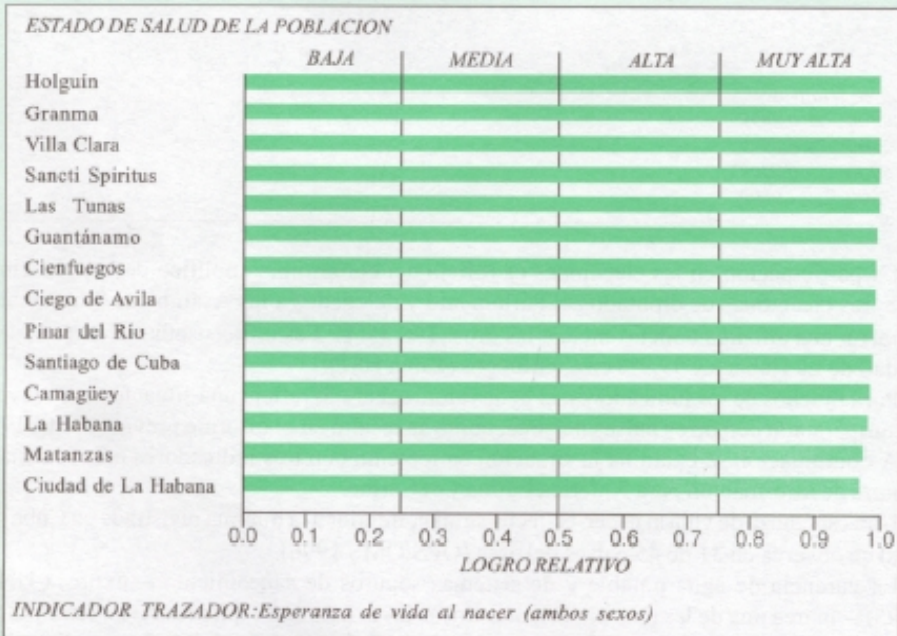 ESTADO DE SALUD DE LA POBLACION
BAJA MEDIA ALTA MUY ALTA
Holguín
Granma
Villa Clara
Sancti Spiritus
Las Tunas
Guantánamo
Cienfuegos
Ciego de Avila
Pinar del Río
Santiago de Cuba
Camagüey
La Habana
Matanzas
Ciudad de La Habana
0.0 0.1 0.2 0.3 0.4 0.5 0.6 0.7 0.8 0.9 1.0
LOGRO RELATIVO
INDICADOR TRAZADOR:Esperanza de vida al nacer (ambos sexos)